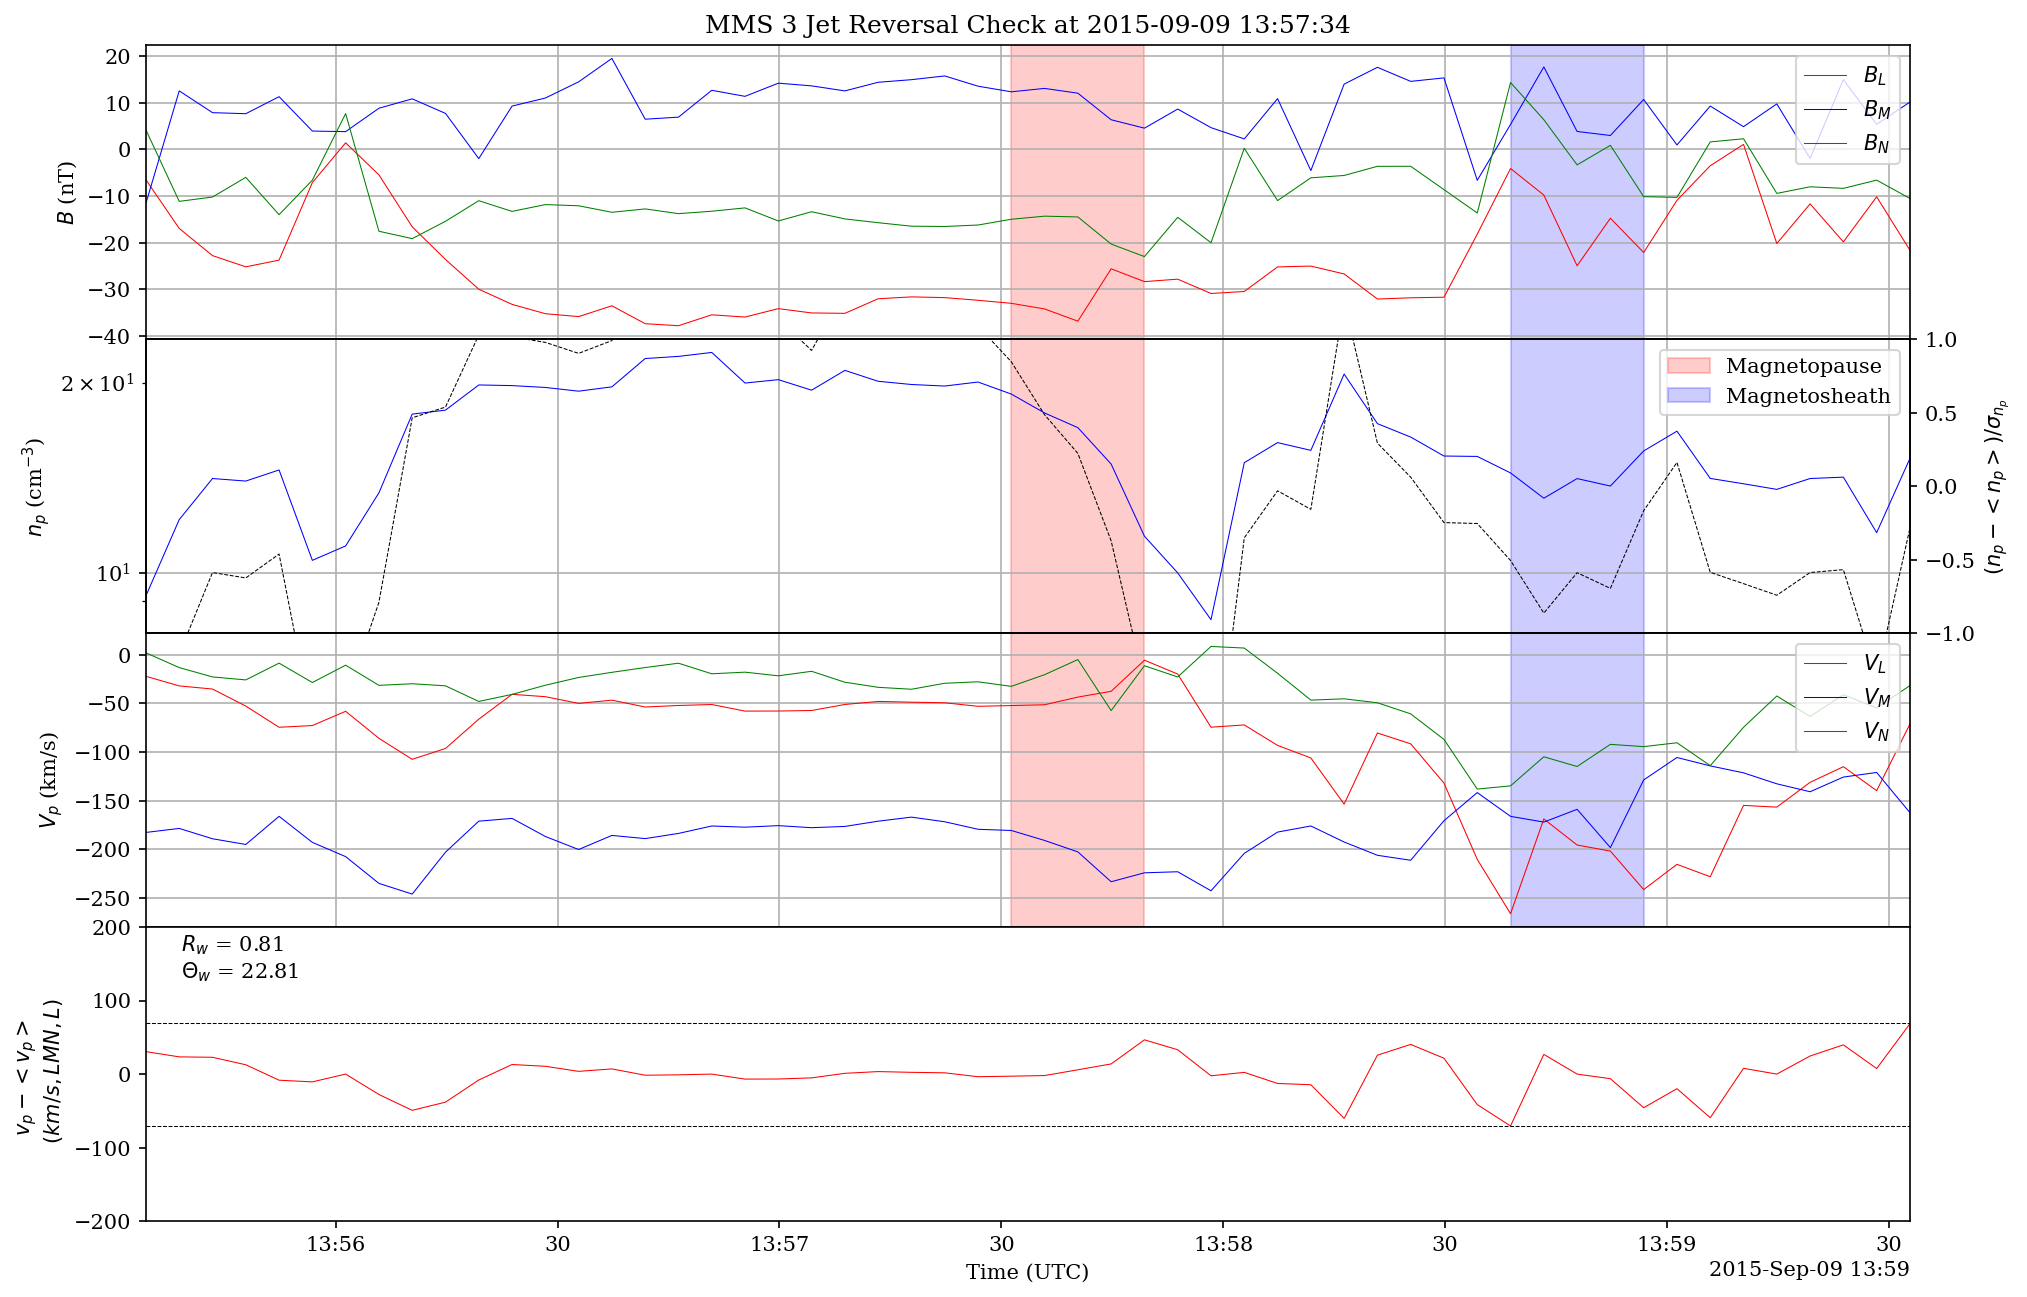 MMS 3 Jet Reversal Check at 2015-09-09 13:57:34
20
10
0
−10
−20
−30
−40
B (nT)
B_L
B_M
B_N
2 × 10^1
10^1
n_p (cm^−3)
Magnetopause
Magnetosheath
1.0
0.5
0.0
−0.5
−1.0
(n_p − < n_p >)/σ_{n_p}
0
−50
−100
−150
−200
−250
V_p (km/s)
V_L
V_M
V_N
200
100
0
−100
−200
v_p − < v_p >
(km/s, LMN, L)
R_w = 0.81
Θ_w = 22.81
13:56
30
13:57
30
13:58
30
13:59
30
Time (UTC)
2015-Sep-09 13:59